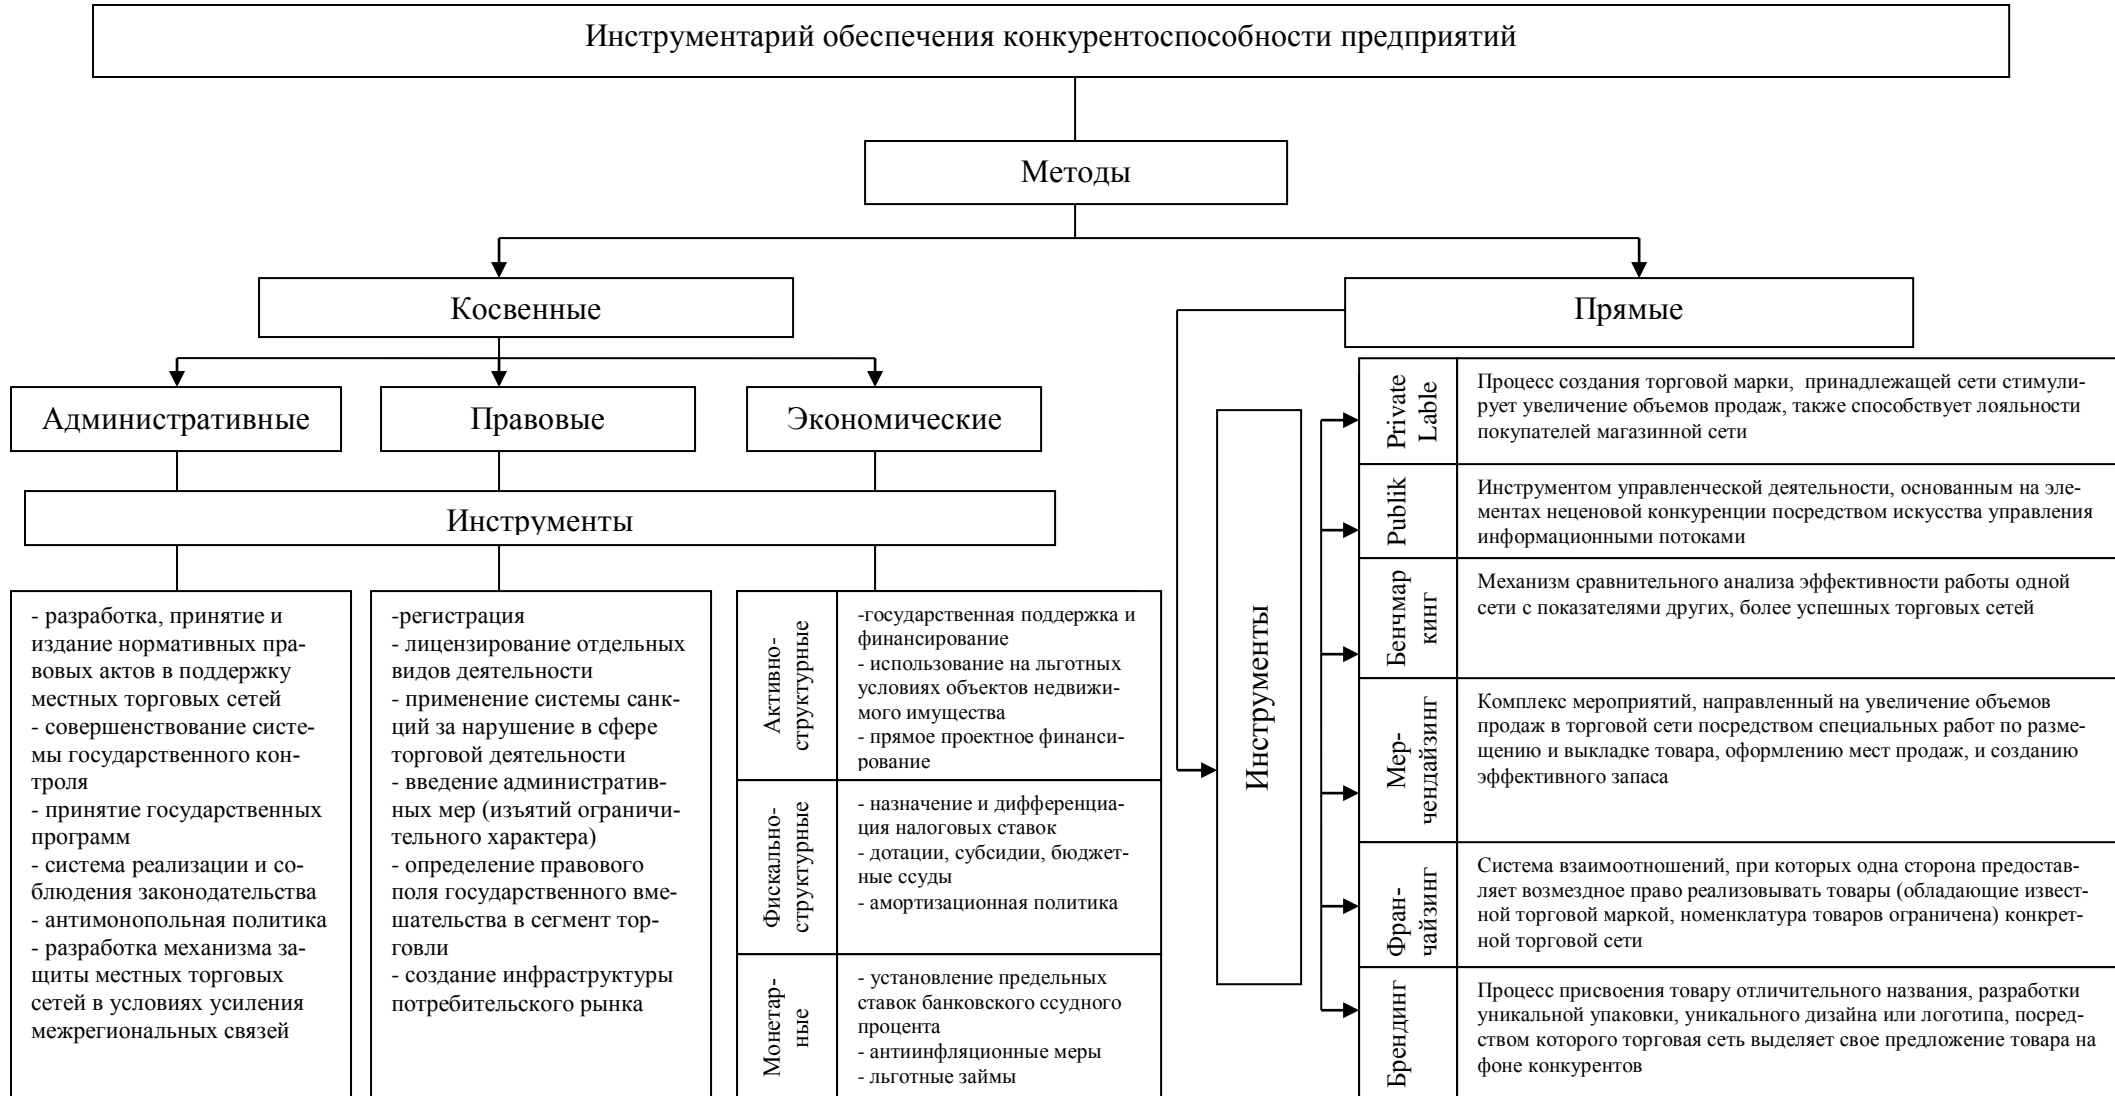 Инструментарий обеспечения конкурентоспособности предприятий
Методы
Косвенные
Прямые
Административные
Правовые
Экономические
Инструменты
- разработка, принятие и
издание нормативных пра-
вовых актов в поддержку
местных торговых сетей
- совершенствование систе-
мы государственного кон-
троля
- принятие государственных
программ
- система реализации и со-
блюдения законодательства
- антимонопольная политика
- разработка механизма за-
щиты местных торговых
сетей в условиях усиления
межрегиональных связей
-регистрация
- лицензирование отдельных
видов деятельности
- применение системы санк-
ций за нарушение в сфере
торговой деятельности
- введение административ-
ных мер (изъятий ограничи-
тельного характера)
- определение правового
поля государственного вме-
шательства в сегмент тор-
говли
- создание инфраструктуры
потребительского рынка
Активно-
структурные
-государственная поддержка и
финансирование
- использование на льготных
условиях объектов недвижи-
мого имущества
- прямое проектное финанси-
рование
Фискально-
структурные
- назначение и дифференциа-
ция налоговых ставок
- дотации, субсидии, бюджет-
ные ссуды
- амортизационная политика
Монетар-
ные
- установление предельных
ставок банковского ссудного
процента
- антиинфляционные меры
- льготные займы
Инструменты
Private
Lable
Процесс создания торговой марки, принадлежащей сети стимули-
рует увеличение объемов продаж, также способствует лояльности
покупателей магазинной сети
Publik
Инструментом управленческой деятельности, основанным на эле-
ментах неценовой конкуренции посредством искусства управления
информационными потоками
Бенчмар
кинг
Механизм сравнительного анализа эффективности работы одной
сети с показателями других, более успешных торговых сетей
Мер-
чендайзинг
Комплекс мероприятий, направленный на увеличение объемов
продаж в торговой сети посредством специальных работ по разме-
щению и выкладке товара, оформлению мест продаж, и созданию
эффективного запаса
Фран-
чайзинг
Система взаимоотношений, при которых одна сторона предостав-
ляет возмездное право реализовывать товары (обладающие извест-
ной торговой маркой, номенклатура товаров ограничена) конкрет-
ной торговой сети
Брендинг
Процесс присвоения товару отличительного названия, разработки
уникальной упаковки, уникального дизайна или логотипа, посред-
ством которого торговая сеть выделяет свое предложение товара на
фоне конкурентов